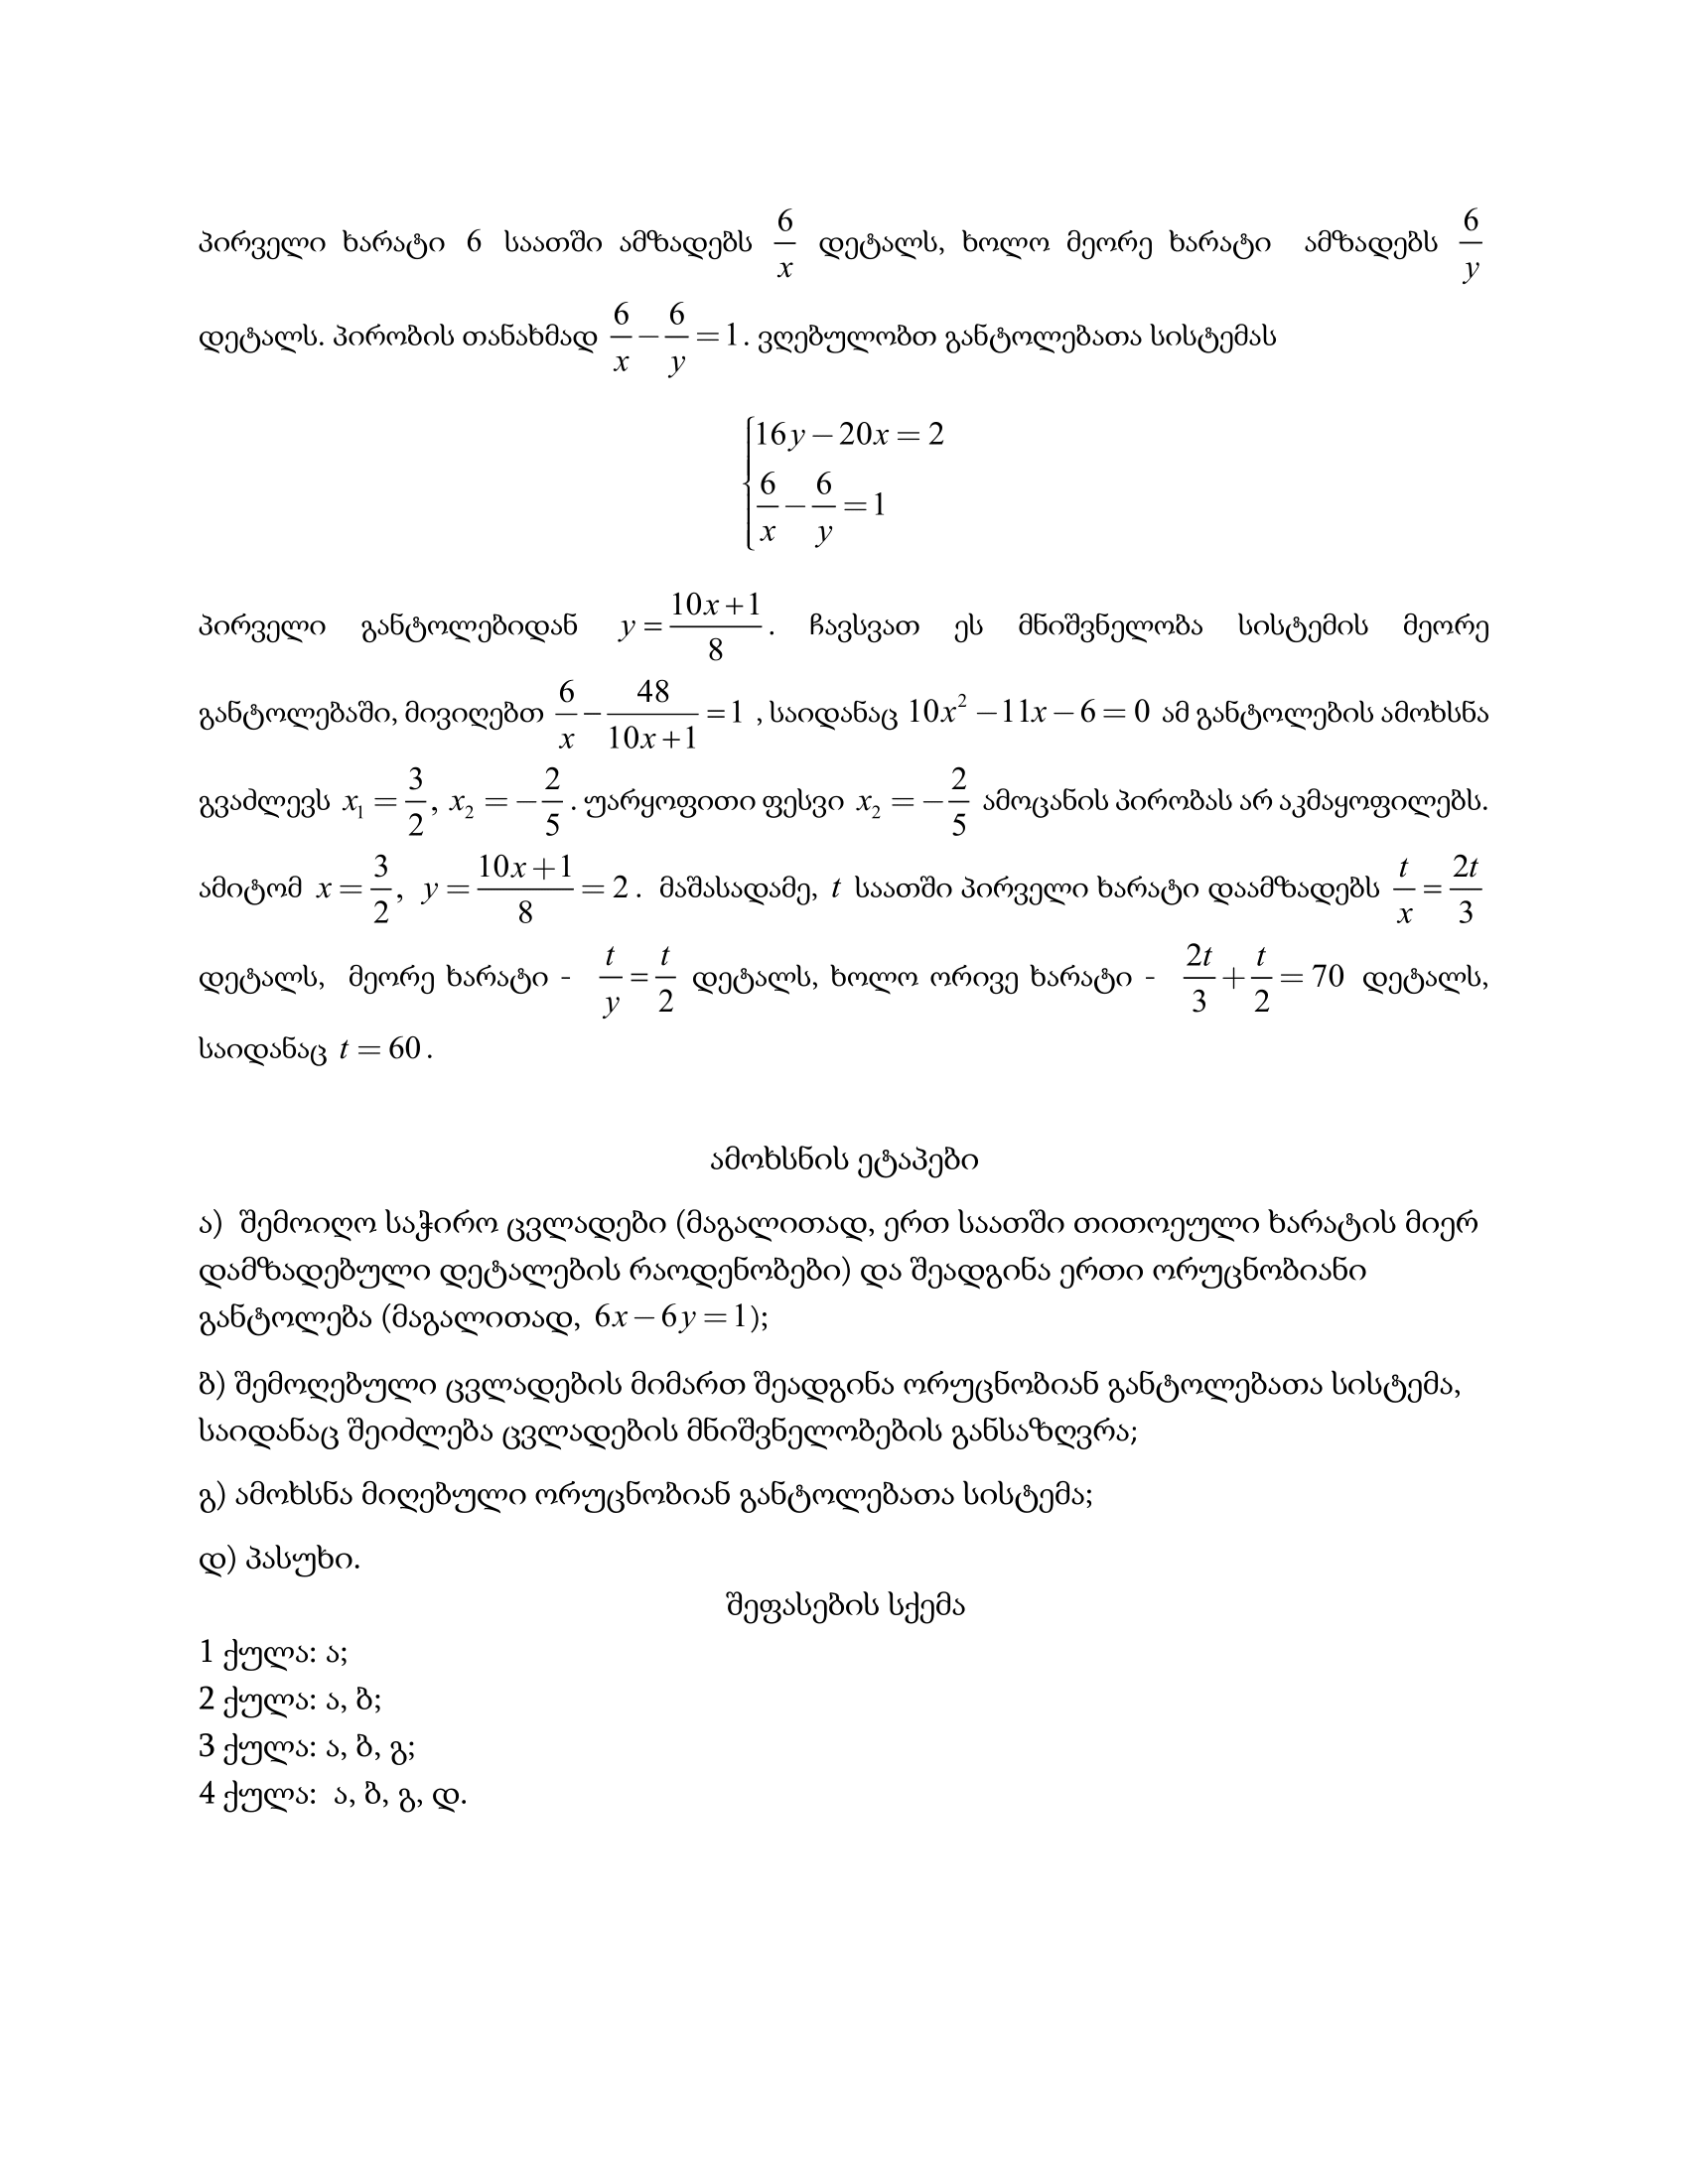 პირველი ხარატი 6 საათში ამზადებს $\frac{6}{x}$ დეტალს, ხოლო მეორე ხარატი ამზადებს $\frac{6}{y}$
დეტალს. პირობის თანახმად $\frac{6}{x}-\frac{6}{y}=1$. ვღებულობთ განტოლებათა სისტემას
$\begin{cases}16y-20x=2\\ \frac{6}{x}-\frac{6}{y}=1\end{cases}$
პირველი განტოლებიდან $y=\frac{10x+1}{8}$. ჩავსვათ ეს მნიშვნელობა სისტემის მეორე
განტოლებაში, მივიღებთ $\frac{6}{x}-\frac{48}{10x+1}=1$ , საიდანაც $10x^2-11x-6=0$ ამ განტოლების ამოხსნა
გვაძლევს $x_1=\frac{3}{2}$, $x_2=-\frac{2}{5}$. უარყოფითი ფესვი $x_2=-\frac{2}{5}$ ამოცანის პირობას არ აკმაყოფილებს.
ამიტომ $x=\frac{3}{2}$, $y=\frac{10x+1}{8}=2$. მაშასადამე, $t$ საათში პირველი ხარატი დაამზადებს $\frac{t}{x}=\frac{2t}{3}$
დეტალს, მეორე ხარატი - $\frac{t}{y}=\frac{t}{2}$ დეტალს, ხოლო ორივე ხარატი - $\frac{2t}{3}+\frac{t}{2}=70$ დეტალს,
საიდანაც $t=60$.
ამოხსნის ეტაპები
ა) შემოიღო საჭირო ცვლადები (მაგალითად, ერთ საათში თითოეული ხარატის მიერ
დამზადებული დეტალების რაოდენობები) და შეადგინა ერთი ორუცნობიანი
განტოლება (მაგალითად, $6x-6y=1$);
ბ) შემოღებული ცვლადების მიმართ შეადგინა ორუცნობიან განტოლებათა სისტემა,
საიდანაც შეიძლება ცვლადების მნიშვნელობების განსაზღვრა;
გ) ამოხსნა მიღებული ორუცნობიან განტოლებათა სისტემა;
დ) პასუხი.
შეფასების სქემა
1 ქულა: ა;
2 ქულა: ა, ბ;
3 ქულა: ა, ბ, გ;
4 ქულა: ა, ბ, გ, დ.